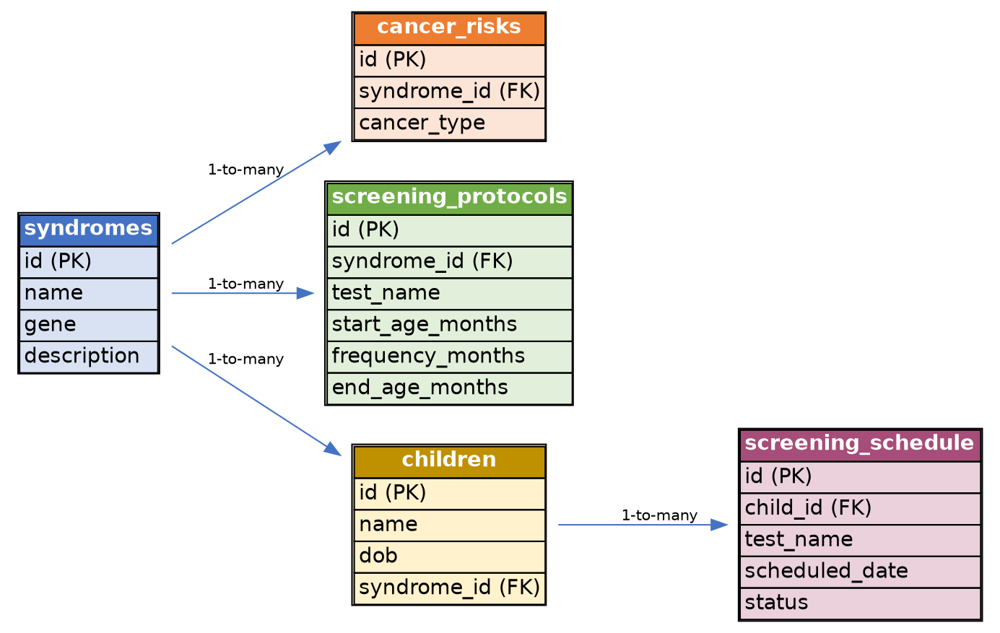 cancer_risks
id (PK)
syndrome_id (FK)
cancer_type
1-to-many
screening_protocols
id (PK)
syndrome_id (FK)
test_name
start_age_months
frequency_months
end_age_months
syndromes
id (PK)
name
gene
description
1-to-many
1-to-many
children
id (PK)
name
dob
syndrome_id (FK)
1-to-many
screening_schedule
id (PK)
child_id (FK)
test_name
scheduled_date
status